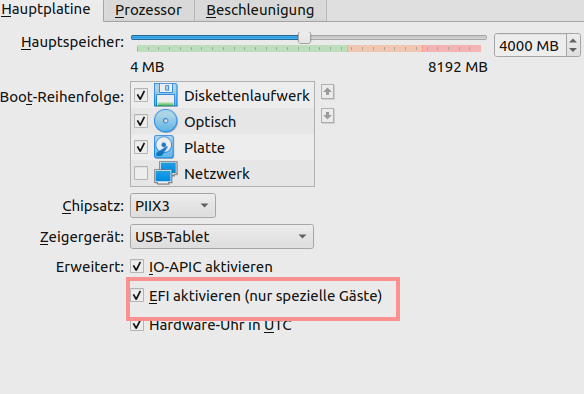 Hauptplatine Prozessor Beschleunigung
Hauptspeicher: 4000 MB
4 MB 8192 MB
Boot-Reihenfolge: Diskettenlaufwerk
Optisch
Platte
Netzwerk
Chipsatz: PIIX3
Zeigergerät: USB-Tablet
Erweitert: IO-APIC aktivieren
EFI aktivieren (nur spezielle Gäste)
Hardware-Uhr in UTC